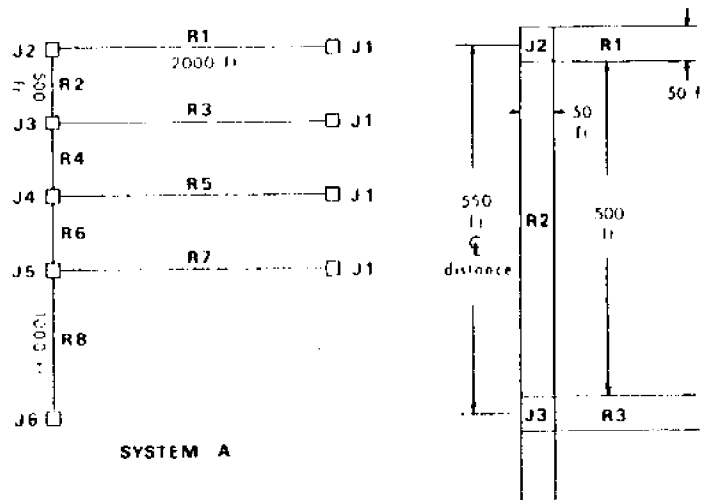 R1
J2 J1
2000 ft
500 ft
R2
R3
J3 J1
R4
R5
J4 J1
R6
R7
J5 J1
1000 ft
R8
J6
SYSTEM A
J2 R1
50 f
50
ft
550
ft
℄
distance
R2
500
ft
J3 R3